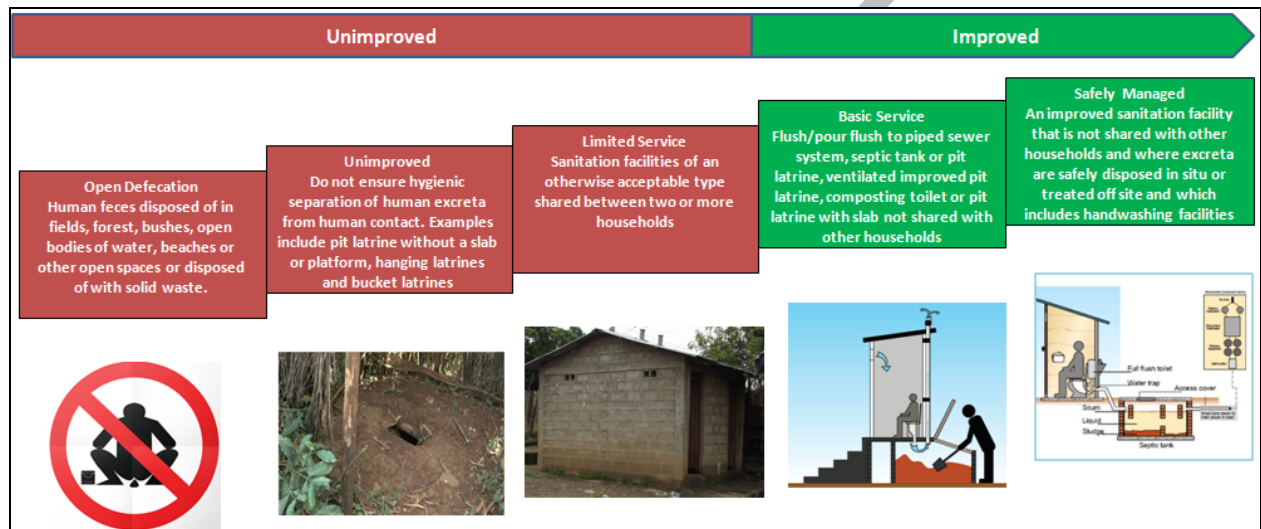 Unimproved
Improved
Open Defecation
Human feces disposed of in
fields, forest, bushes, open
bodies of water, beaches or
other open spaces or disposed
of with solid waste.
Unimproved
Do not ensure hygienic
separation of human excreta
from human contact. Examples
include pit latrine without a slab
or platform, hanging latrines
and bucket latrines
Limited Service
Sanitation facilities of an
otherwise acceptable type
shared between two or more
households
Basic Service
Flush/pour flush to piped sewer
system, septic tank or pit
latrine, ventilated improved pit
latrine, composting toilet or pit
latrine with slab not shared with
other households
Safely Managed
An improved sanitation facility
that is not shared with other
households and where excreta
are safely disposed in situ or
treated off site and which
includes handwashing facilities
Full flush toilet
Water trap
Access cover
Scum
Liquid
Sludge
Septic tank